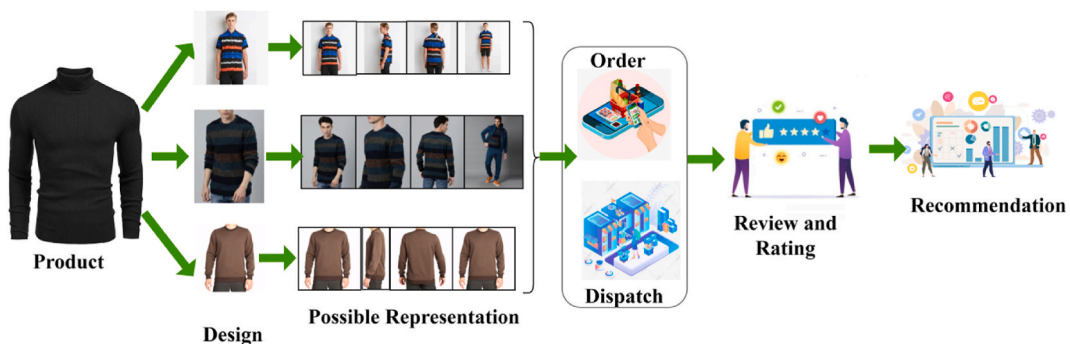 Product
Design
Possible Representation
Order
Dispatch
Review and
Rating
Recommendation